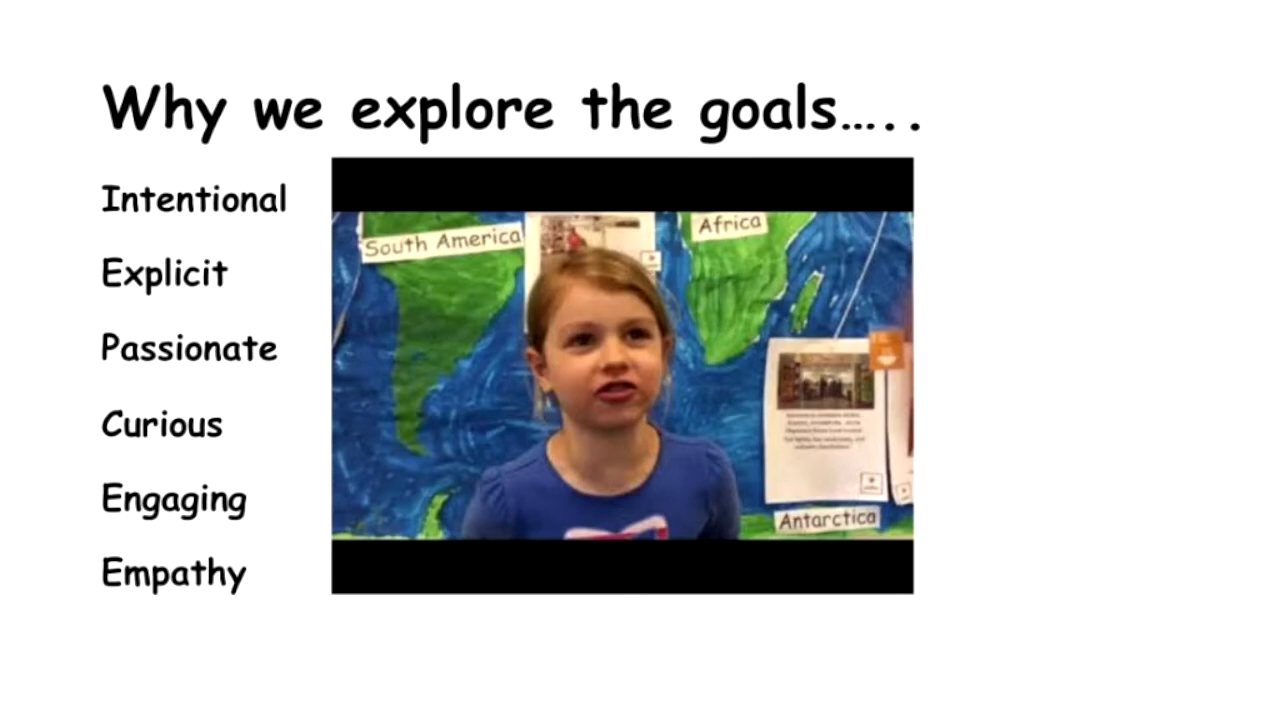 Why we explore the goals…..
Intentional
Explicit
Passionate
Curious
Engaging
Empathy
South America
Africa
Antarctica